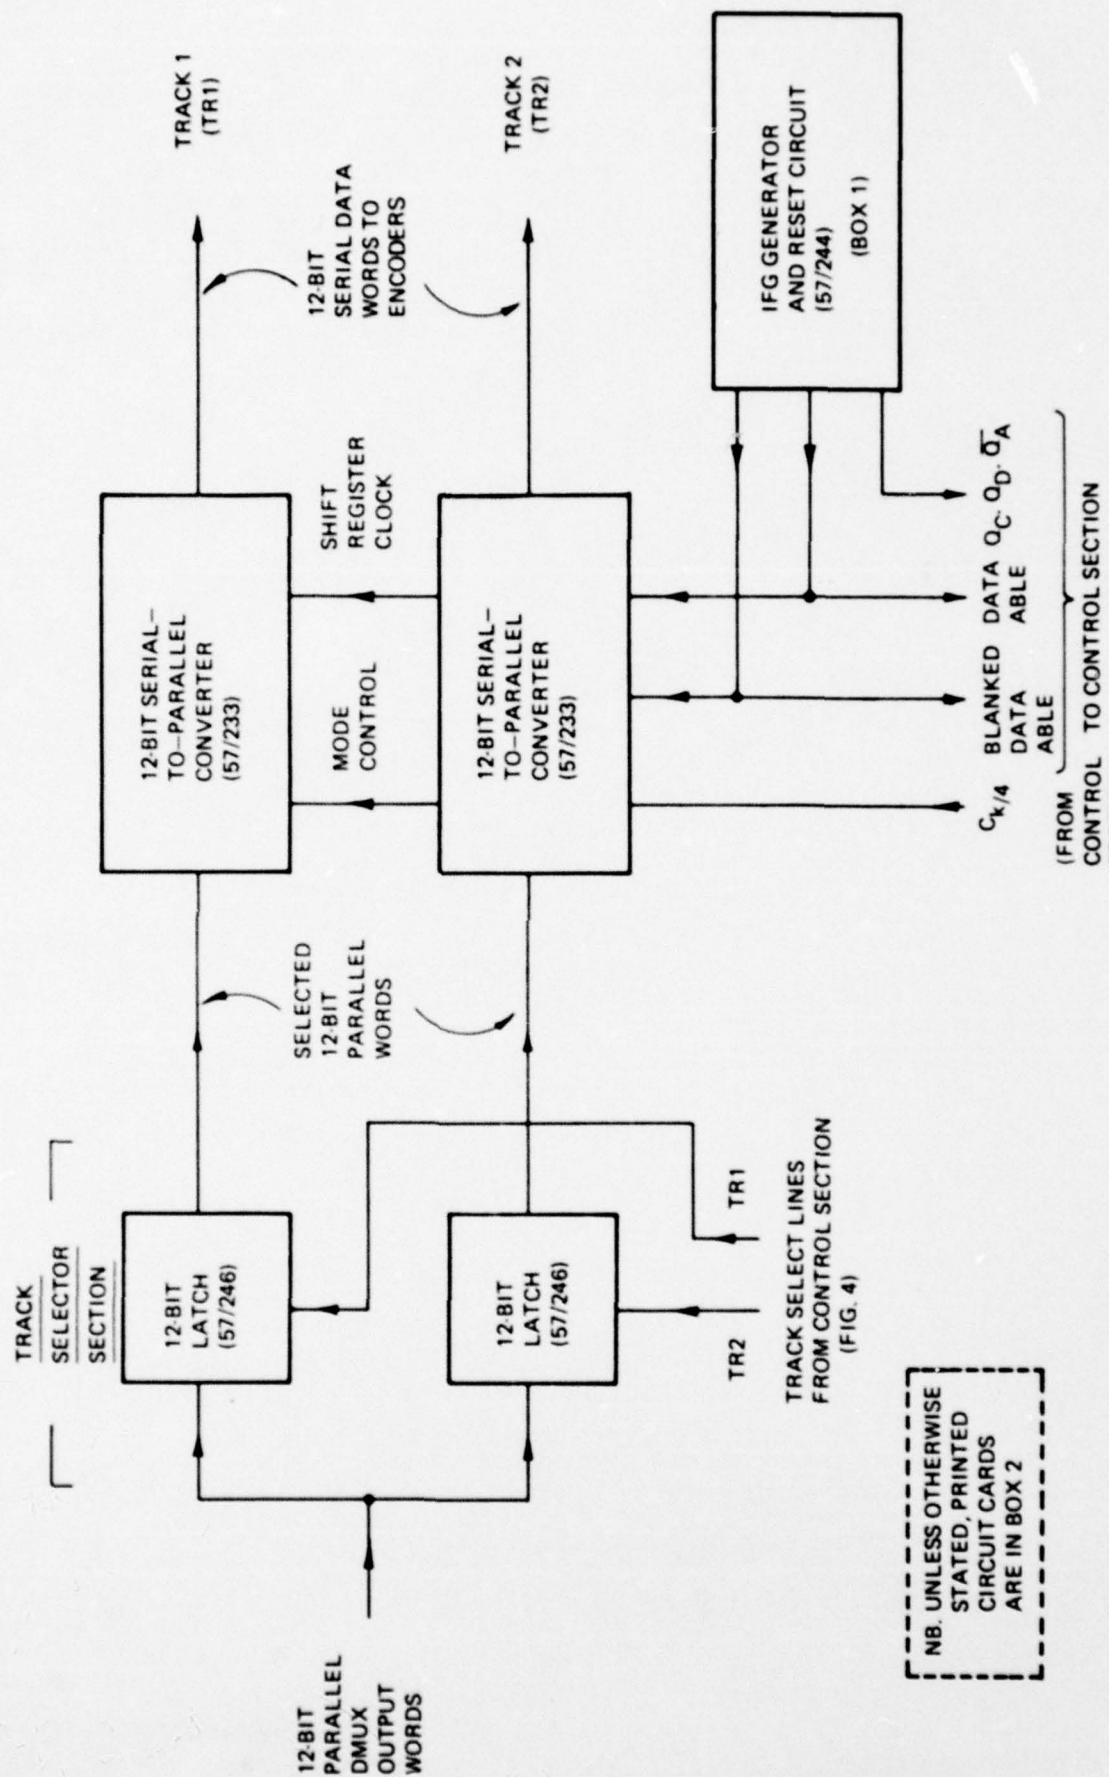 TRACK
SELECTOR
SECTION
12-BIT
PARALLEL
DMUX
OUTPUT
WORDS
12-BIT
LATCH
(57/246)
12-BIT
LATCH
(57/246)
TR2
TR1
TRACK SELECT LINES
FROM CONTROL SECTION
(FIG. 4)
SELECTED
12-BIT
PARALLEL
WORDS
12-BIT SERIAL–
TO–PARALLEL
CONVERTER
(57/233)
MODE
CONTROL
SHIFT
REGISTER
CLOCK
12-BIT SERIAL–
TO–PARALLEL
CONVERTER
(57/233)
12-BIT
SERIAL DATA
WORDS TO
ENCODERS
TRACK 1
(TR1)
TRACK 2
(TR2)
IFG GENERATOR
AND RESET CIRCUIT
(57/244)
(BOX 1)
Ck/4
BLANKED
DATA
ABLE
DATA
ABLE
QC. QD. Q̅A
(FROM
CONTROL
TO CONTROL SECTION
NB. UNLESS OTHERWISE
STATED, PRINTED
CIRCUIT CARDS
ARE IN BOX 2